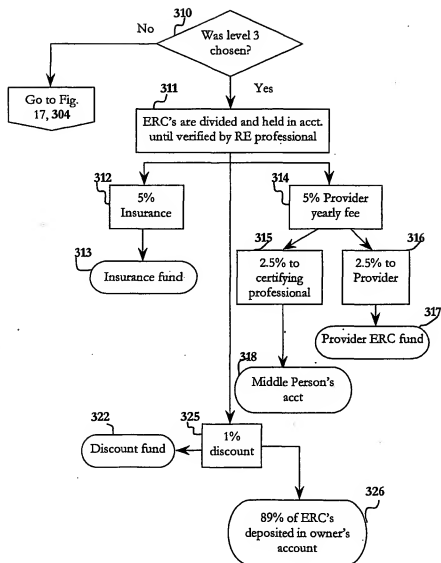 310
No
Was level 3
chosen?
Go to Fig.
17, 304
311
Yes
ERC's are divided and held in acct.
until verified by RE professional
312
5%
Insurance
314
5% Provider
yearly fee
313
Insurance fund
315
2.5% to
certifying
professional
316
2.5% to
Provider
317
Provider ERC fund
318
Middle Person's
acct
322
Discount fund
325
1%
discount
326
89% of ERC's
deposited in owner's
account